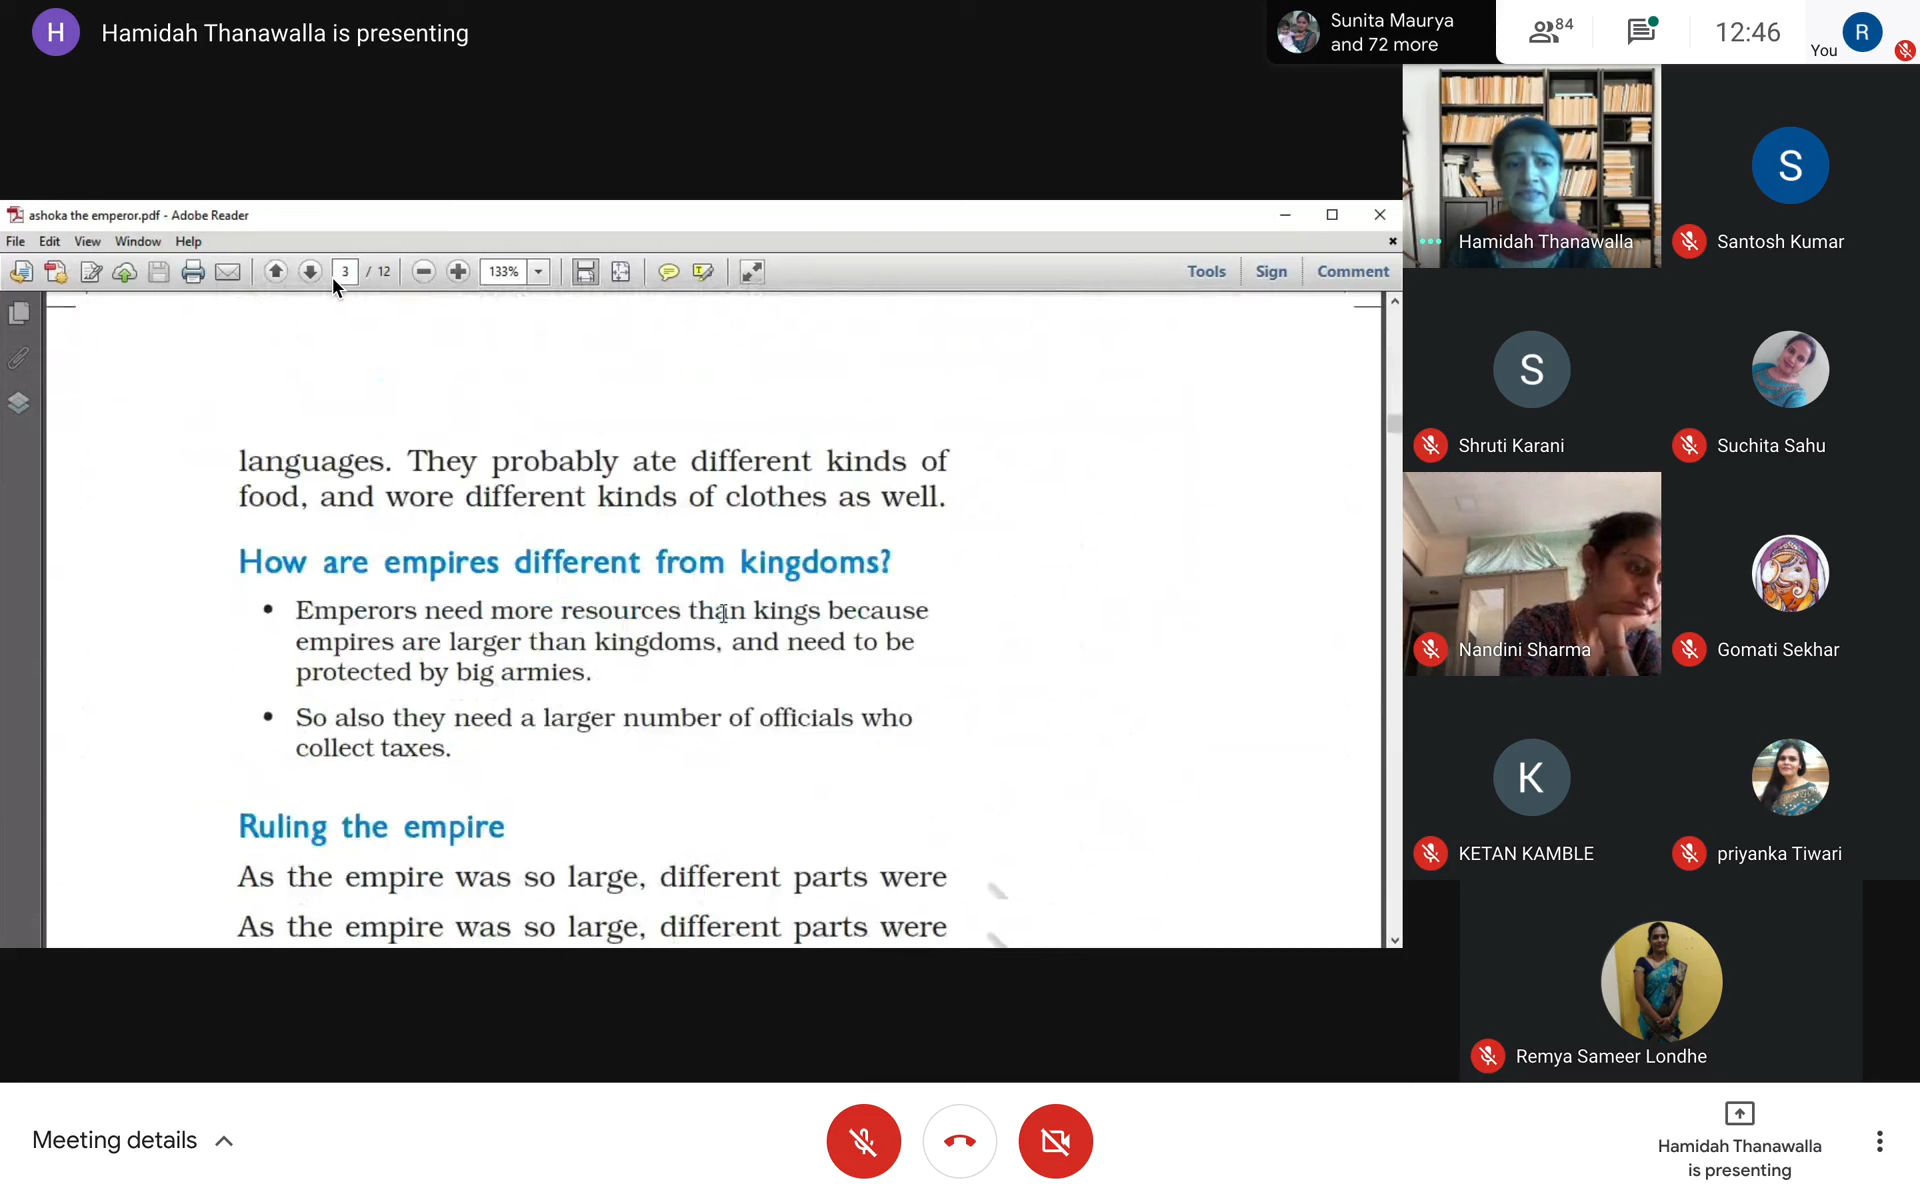 H Hamidah Thanawalla is presenting
Sunita Maurya
and 72 more
84
12:46
You
R
ashoka the emperor.pdf - Adobe Reader
File Edit View Window Help
3 / 12
133%
Tools Sign Comment
languages. They probably ate different kinds of
food, and wore different kinds of clothes as well.
How are empires different from kingdoms?
• Emperors need more resources than kings because
empires are larger than kingdoms, and need to be
protected by big armies.
• So also they need a larger number of officials who
collect taxes.
Ruling the empire
As the empire was so large, different parts were
As the empire was so large, different parts were
Hamidah Thanawalla
S
Santosh Kumar
S
Shruti Karani
Suchita Sahu
Nandini Sharma
Gomati Sekhar
K
KETAN KAMBLE
priyanka Tiwari
Remya Sameer Londhe
Meeting details
Hamidah Thanawalla
is presenting